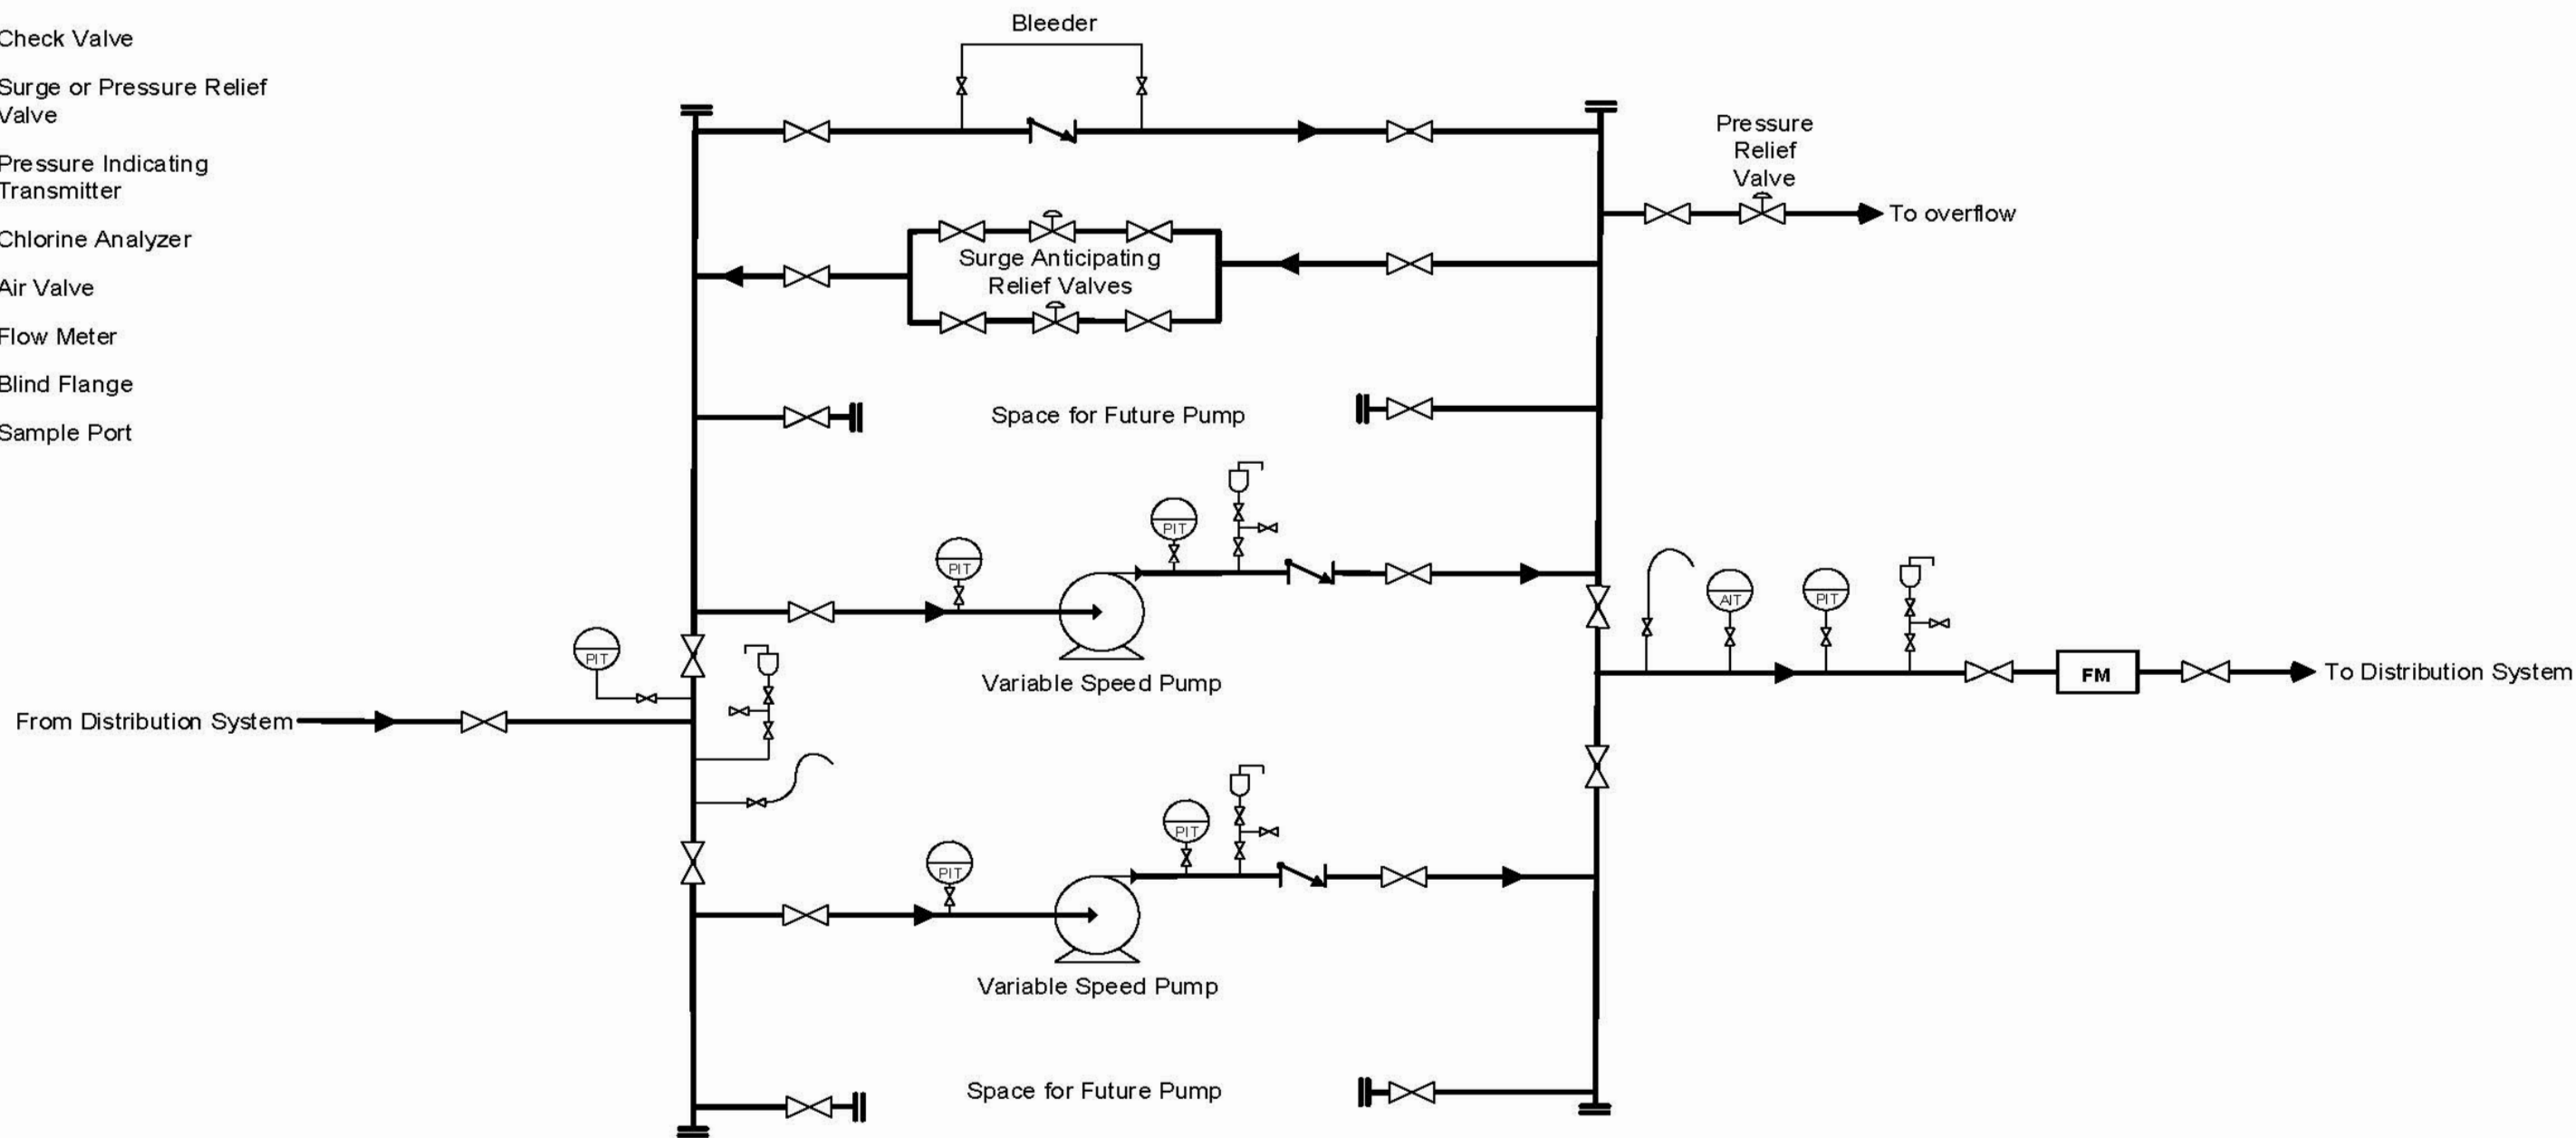 Check Valve
Surge or Pressure Relief
Valve
Pressure Indicating
Transmitter
Chlorine Analyzer
Air Valve
Flow Meter
Blind Flange
Sample Port
Bleeder
Pressure
Relief
Valve
To overflow
Surge Anticipating
Relief Valves
Space for Future Pump
PIT
PIT
Variable Speed Pump
PIT
From Distribution System
AIT
PIT
FM
To Distribution System
PIT
PIT
Variable Speed Pump
Space for Future Pump